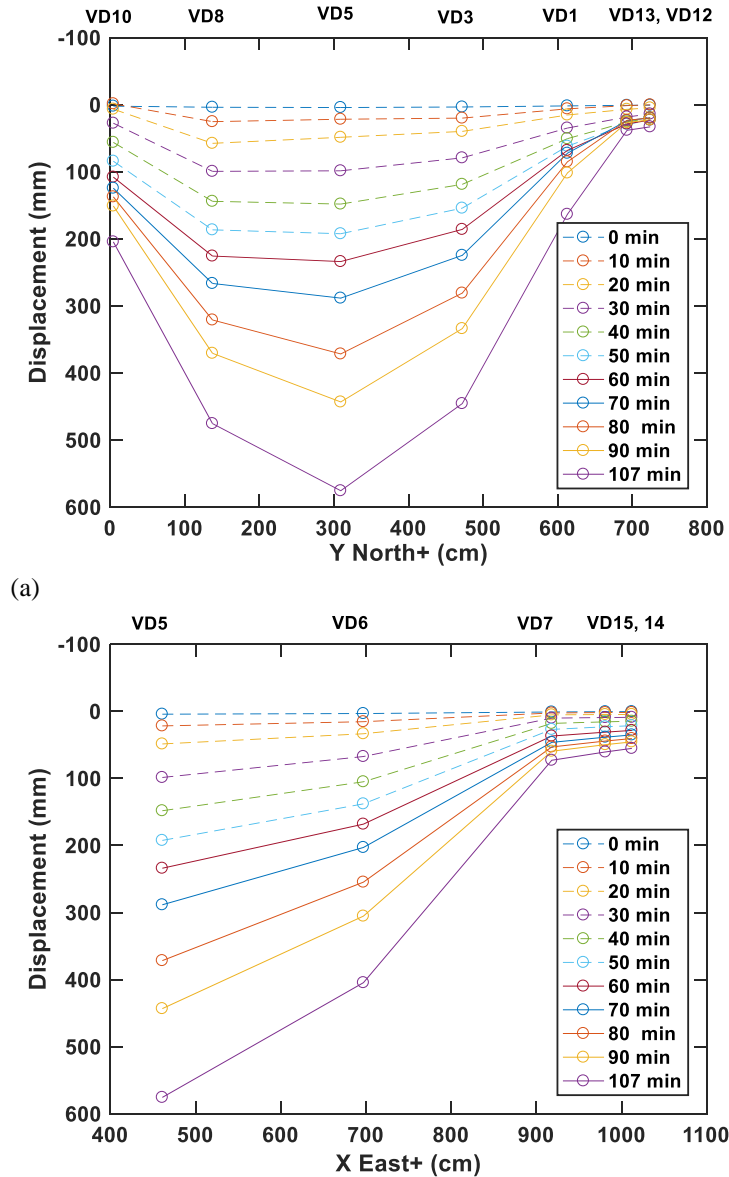 VD10 VD8 VD5 VD3 VD1 VD13, VD12
-100
0
100
200
300
400
500
600
Displacement (mm)
0 min
10 min
20 min
30 min
40 min
50 min
60 min
70 min
80 min
90 min
107 min
0 100 200 300 400 500 600 700 800
Y North+ (cm)
(a)
VD5 VD6 VD7 VD15, 14
-100
0
100
200
300
400
500
600
Displacement (mm)
0 min
10 min
20 min
30 min
40 min
50 min
60 min
70 min
80 min
90 min
107 min
400 500 600 700 800 900 1000 1100
X East+ (cm)